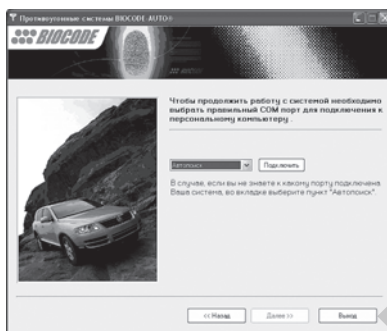 Противоугонные системы BIOCODE AUTO®
BIOCODE
Чтобы продолжить работу с системой необходимо
выбрать правильный COM порт для подключения к
персональному компьютеру .
Автопоиск
Подключить
В случае, если вы не знаете к какому порту подключена
Ваша система, во вкладке выберите пункт "Автопоиск".
<< Назад
Далее >>
Выход